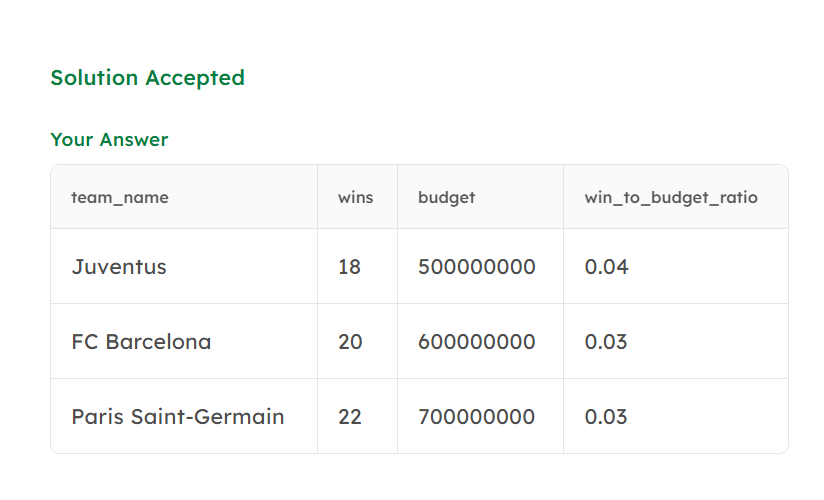 Solution Accepted
Your Answer
team_name wins budget win_to_budget_ratio
Juventus 18 500000000 0.04
FC Barcelona 20 600000000 0.03
Paris Saint-Germain 22 700000000 0.03